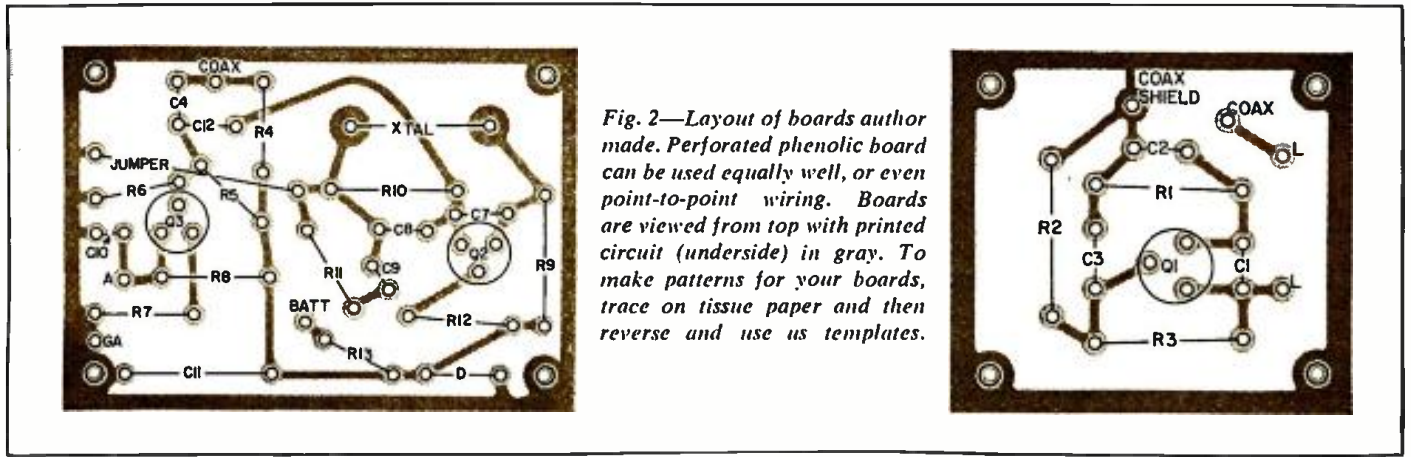 COAX
C4
C12
R4
XTAL
JUMPER
R6
R5
R10
Q3
C8
C7
C10
Q2
A
R8
R11
C9
R9
BATT
R7
R12
GA
R13
C11
D
Fig. 2—Layout of boards author
made. Perforated phenolic board
can be used equally well, or even
point-to-point wiring. Boards
are viewed from top with printed
circuit (underside) in gray. To
make patterns for your boards,
trace on tissue paper and then
reverse and use us templates.
COAX
SHIELD
COAX
C2
L
R1
R2
C3
Q1
C1
L
R3